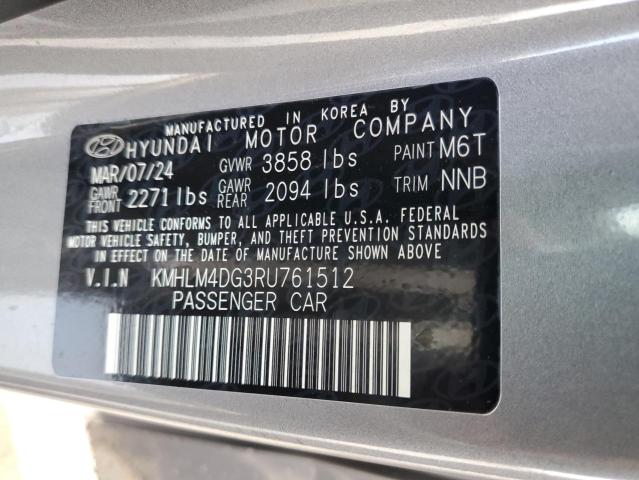 MANUFACTURED IN KOREA BY
HYUNDAI MOTOR COMPANY
MAR/07/24 GVWR 3858 lbs PAINT M6T
GAWR FRONT 2271 lbs GAWR REAR 2094 lbs TRIM NNB
THIS VEHICLE CONFORMS TO ALL APPLICABLE U.S.A. FEDERAL
MOTOR VEHICLE SAFETY, BUMPER, AND THEFT PREVENTION STANDARDS
IN EFFECT ON THE DATE OF MANUFACTURE SHOWN ABOVE.
V.I.N KMHLM4DG3RU761512
PASSENGER CAR